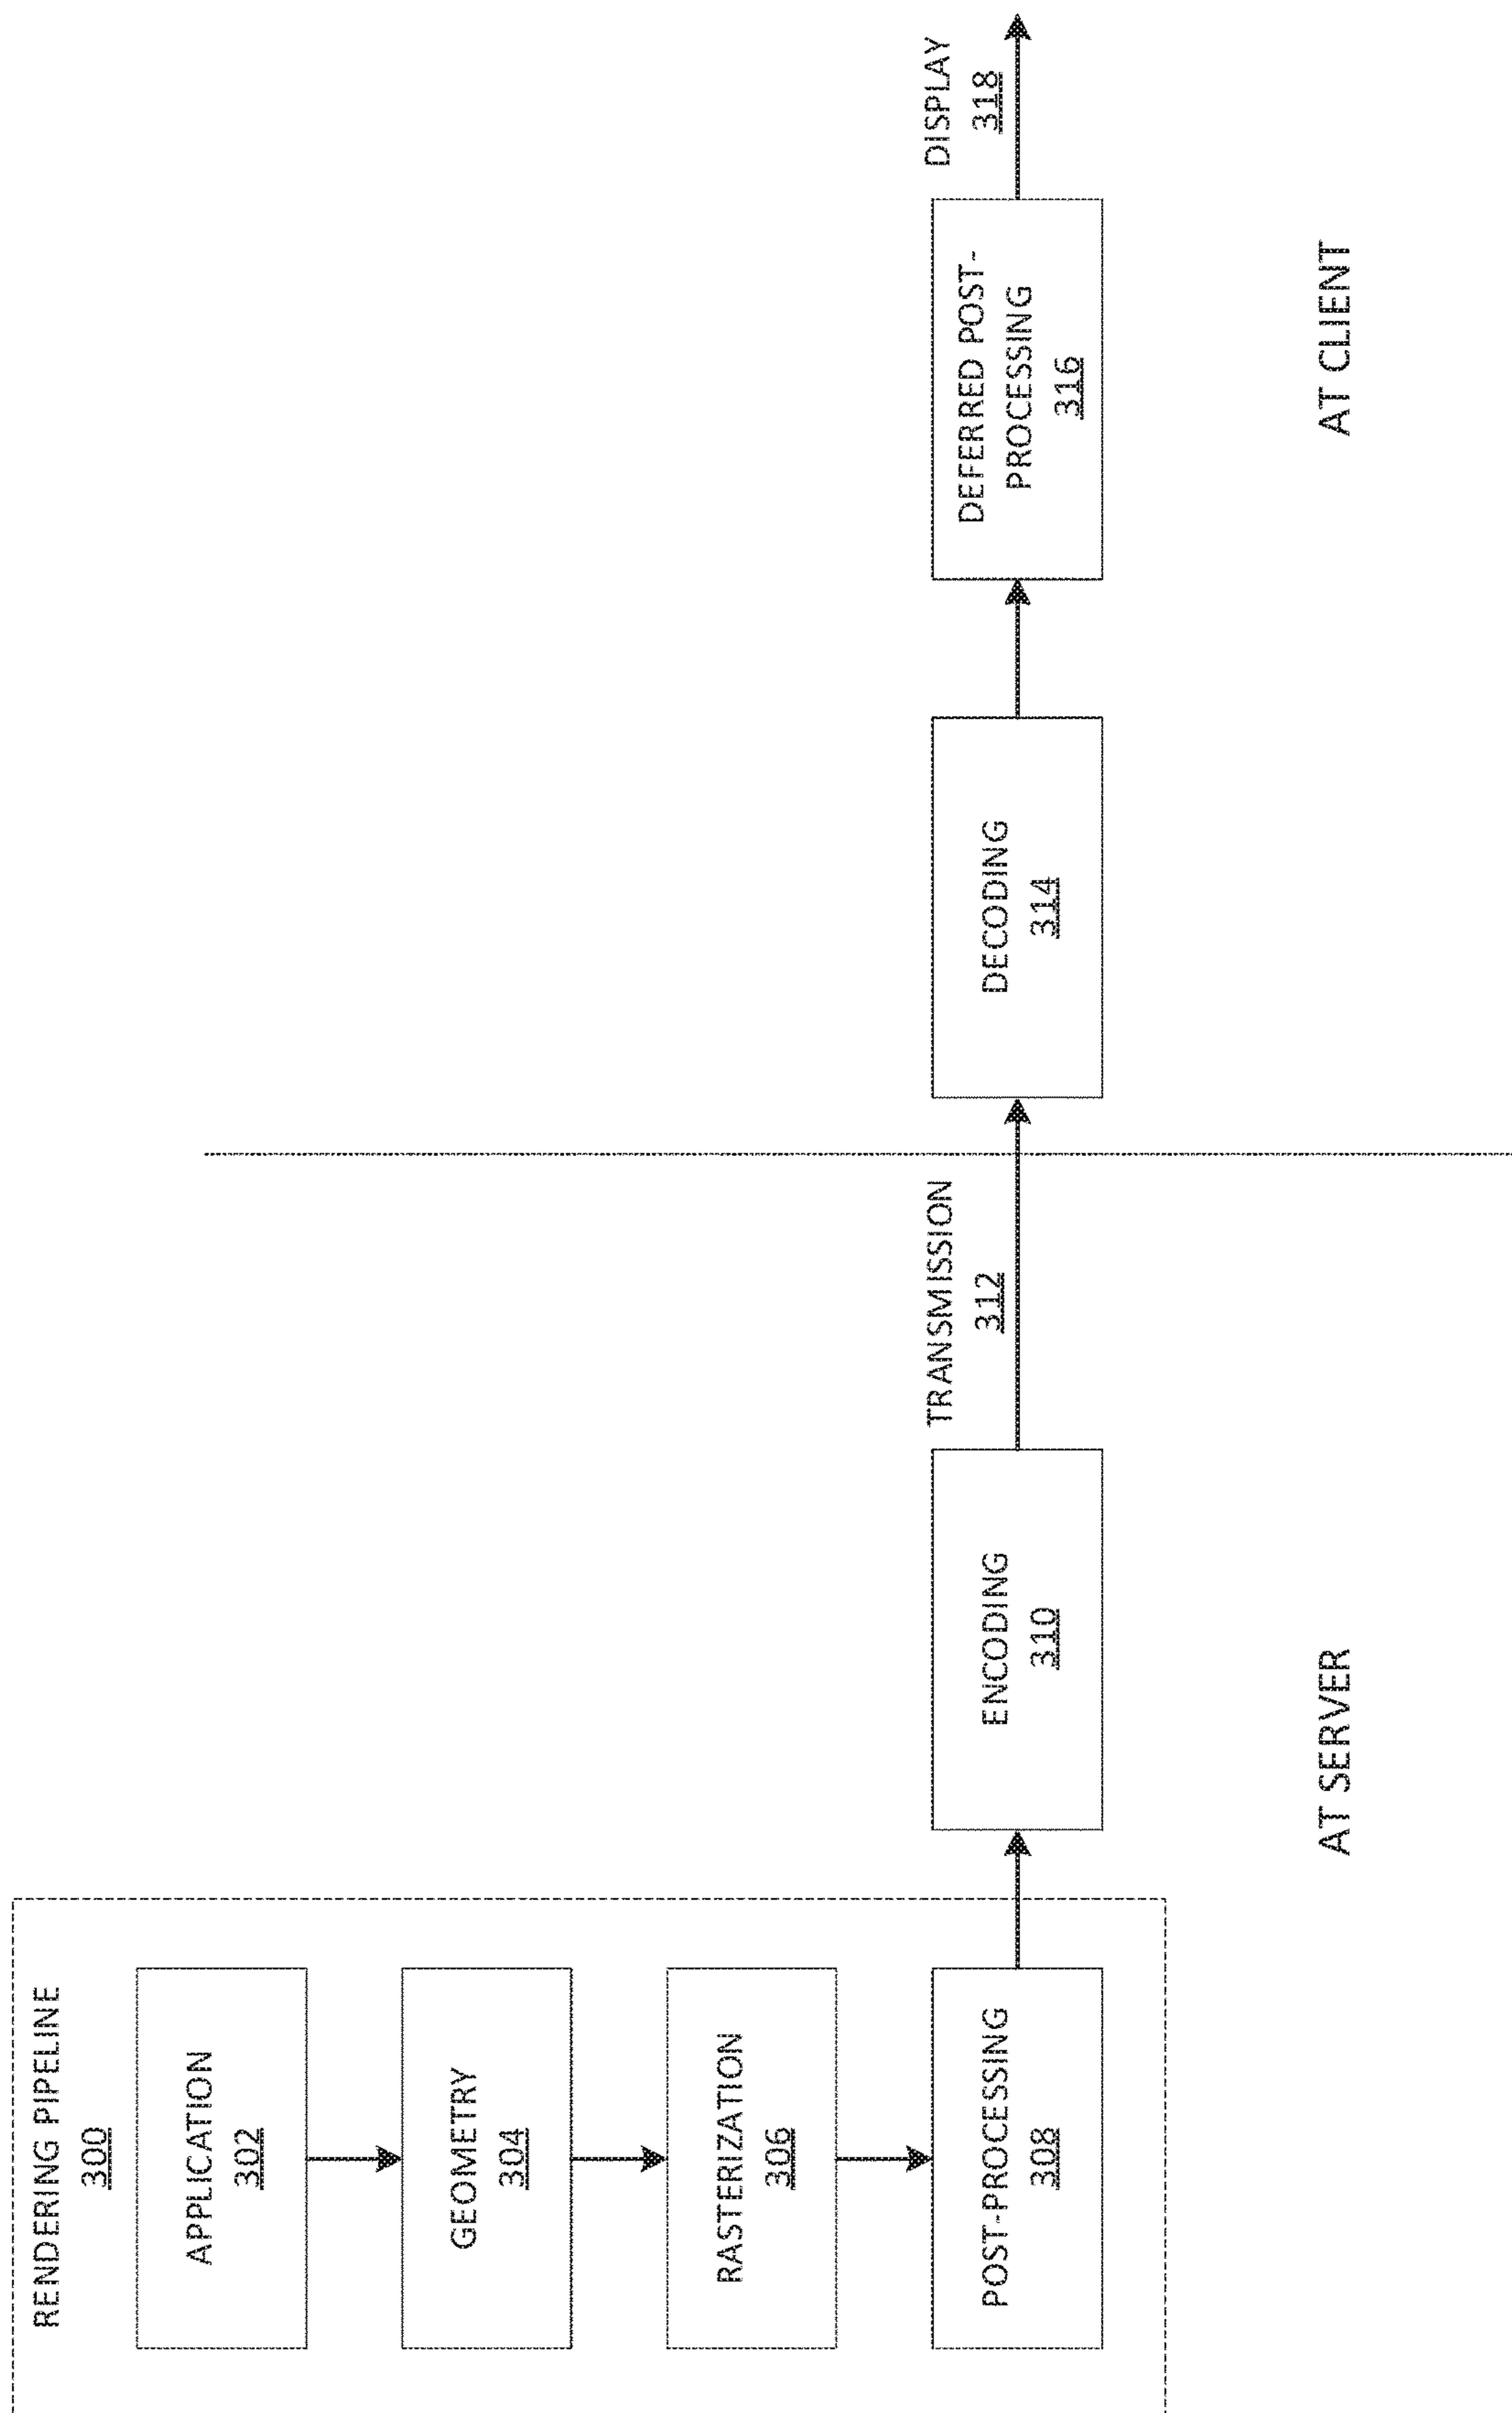 RENDERING PIPELINE
300
APPLICATION
302
GEOMETRY
304
RASTERIZATION
306
POST-PROCESSING
308
ENCODING
310
TRANSMISSION
312
DECODING
314
DEFERRED POST-
PROCESSING
316
DISPLAY
318
AT SERVER
AT CLIENT